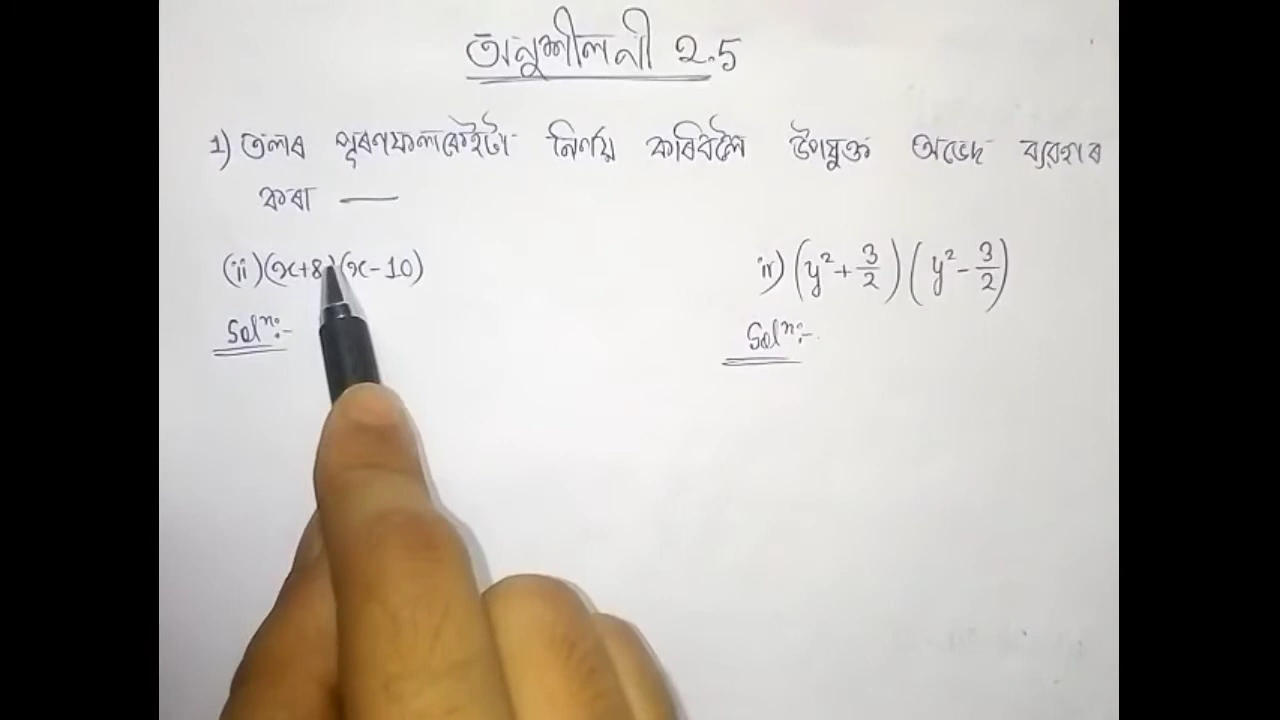 অনুশীলনী 2.5
1) তলৰ পূৰণফলকেইটা নিৰ্ণয় কৰিবলৈ উপযুক্ত অভেদ ব্যৱহাৰ
কৰা —
(ii) (x+8)(x-10)
iv) (y²+3/2)(y²-3/2)
Solⁿ:-
Solⁿ:-